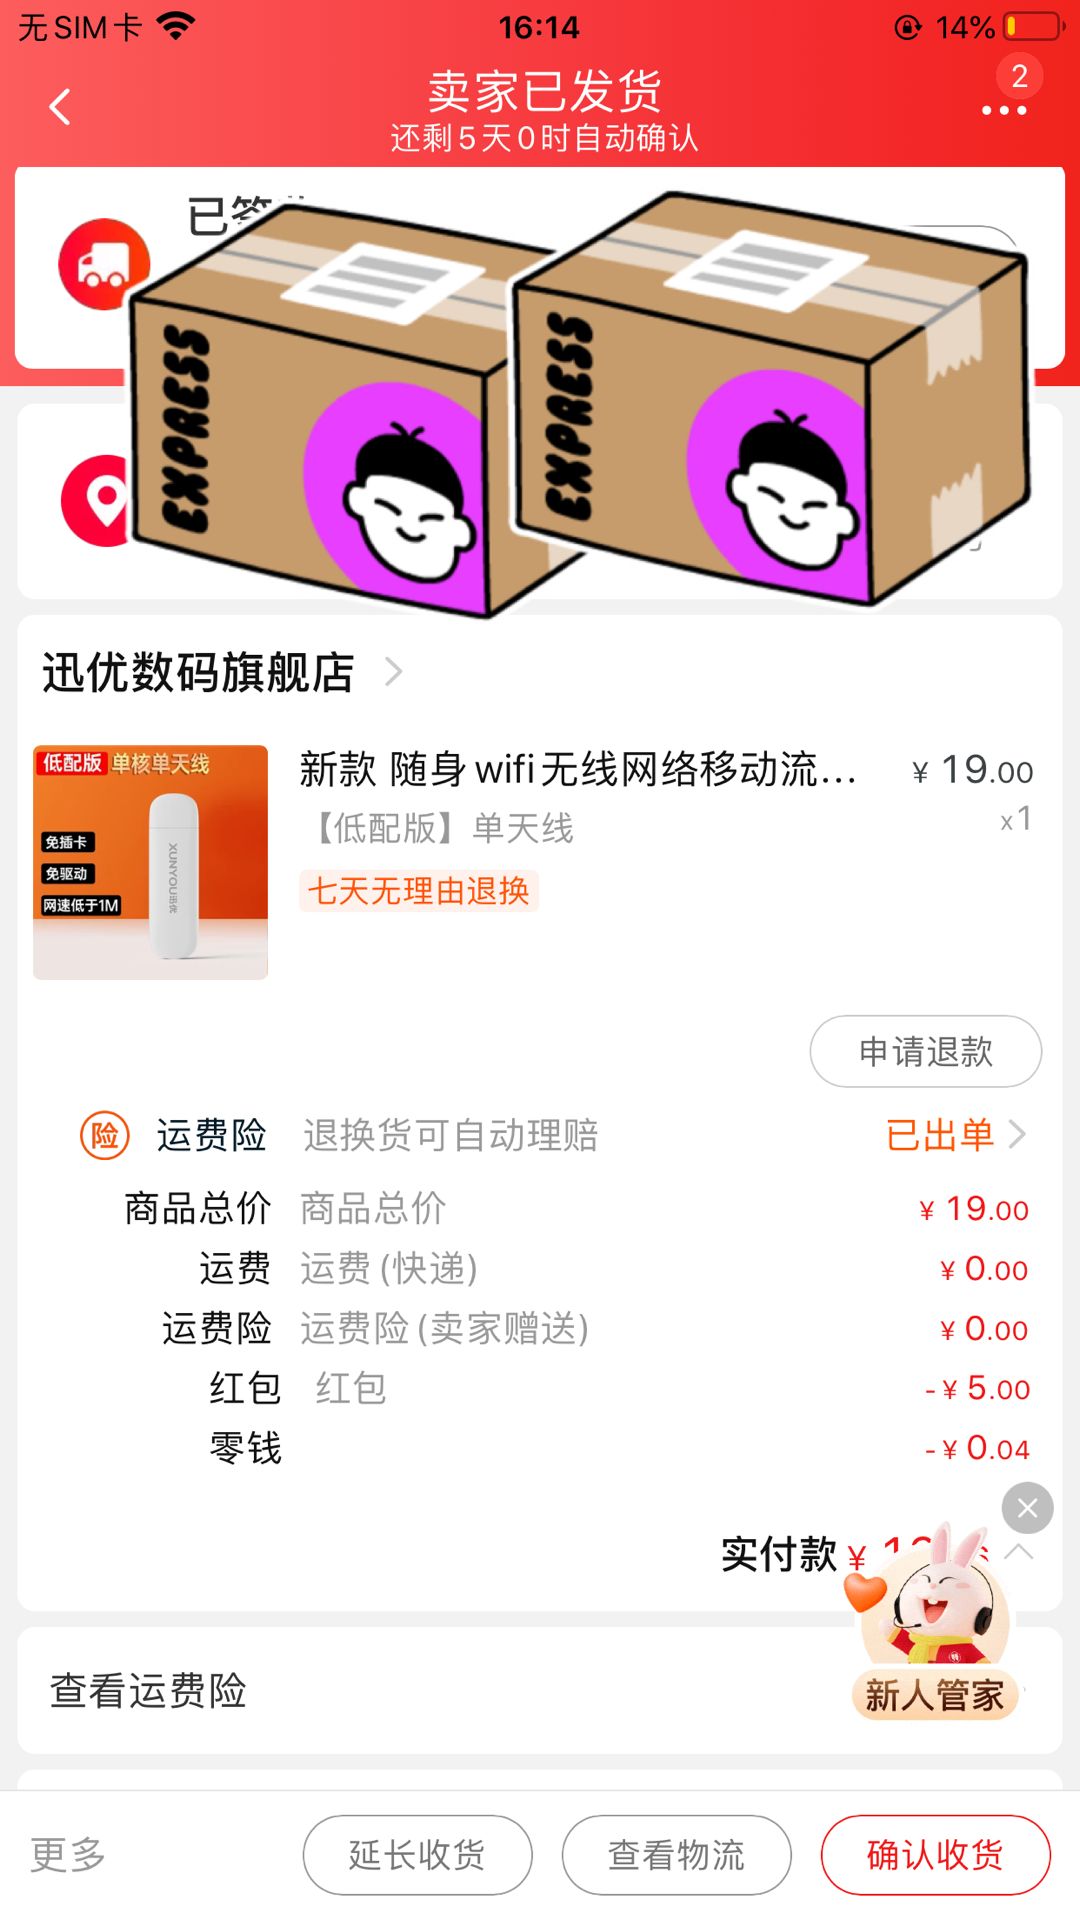 无SIM卡 16:14 14%
卖家已发货
2
还剩5天0时自动确认
已签
EXPRESS EXPRESS
迅优数码旗舰店
低配版 单核单天线
免插卡
免驱动
网速低于1M
XUNYOU迅优
新款 随身wifi无线网络移动流... ¥ 19.00
【低配版】单天线 x1
七天无理由退换
申请退款
险 运费险 退换货可自动理赔 已出单
商品总价 商品总价 ¥ 19.00
运费 运费(快递) ¥ 0.00
运费险 运费险(卖家赠送) ¥ 0.00
红包 红包 -¥ 5.00
零钱 -¥ 0.04
实付款 ¥
新人管家
查看运费险
更多 延长收货 查看物流 确认收货